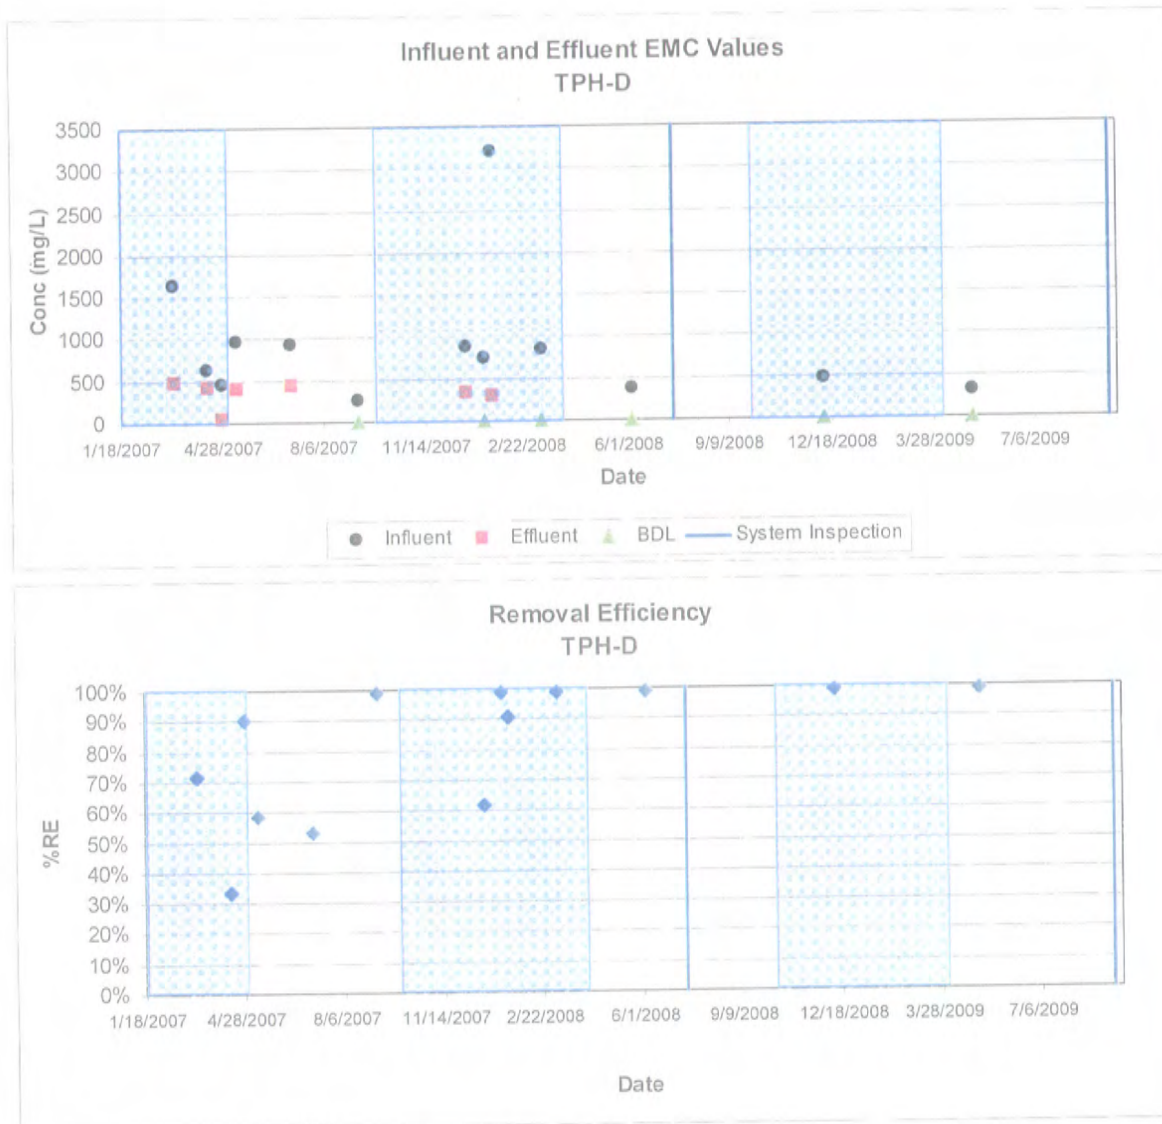 Influent and Effluent EMC Values
TPH-D
Conc (mg/L)
3500
3000
2500
2000
1500
1000
500
0
1/18/2007 4/28/2007 8/6/2007 11/14/2007 2/22/2008 6/1/2008 9/9/2008 12/18/2008 3/28/2009 7/6/2009
Date
Influent Effluent BDL System Inspection
Removal Efficiency
TPH-D
%RE
100%
90%
80%
70%
60%
50%
40%
30%
20%
10%
0%
1/18/2007 4/28/2007 8/6/2007 11/14/2007 2/22/2008 6/1/2008 9/9/2008 12/18/2008 3/28/2009 7/6/2009
Date